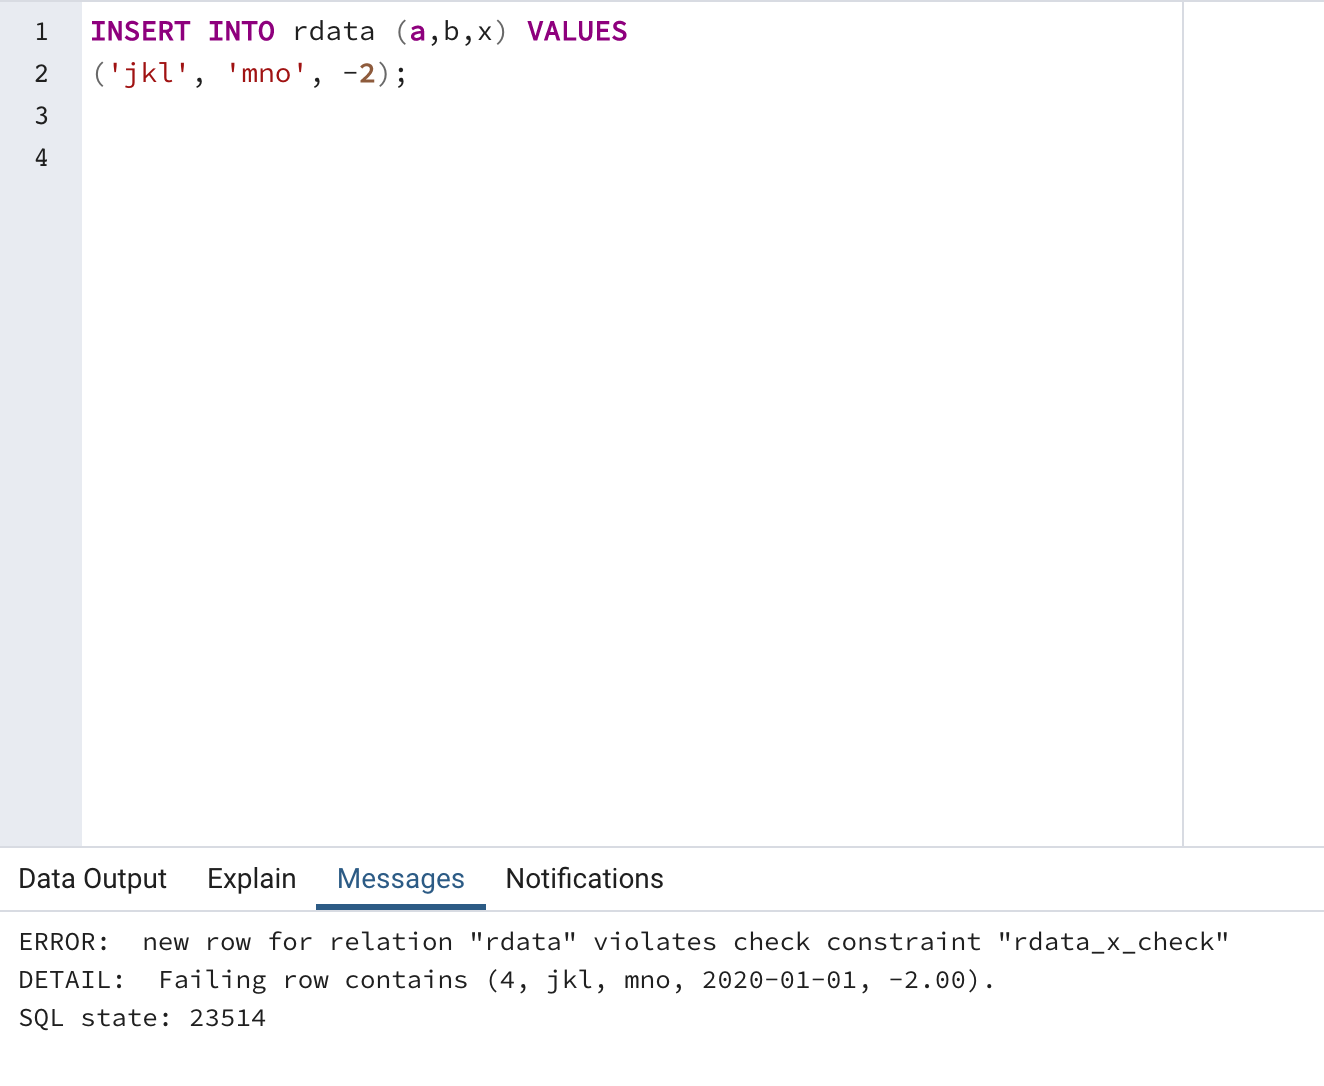 1 INSERT INTO rdata (a,b,x) VALUES
2 ('jkl', 'mno', -2);
3
4
Data Output Explain Messages Notifications
ERROR:  new row for relation "rdata" violates check constraint "rdata_x_check"
DETAIL:  Failing row contains (4, jkl, mno, 2020-01-01, -2.00).
SQL state: 23514